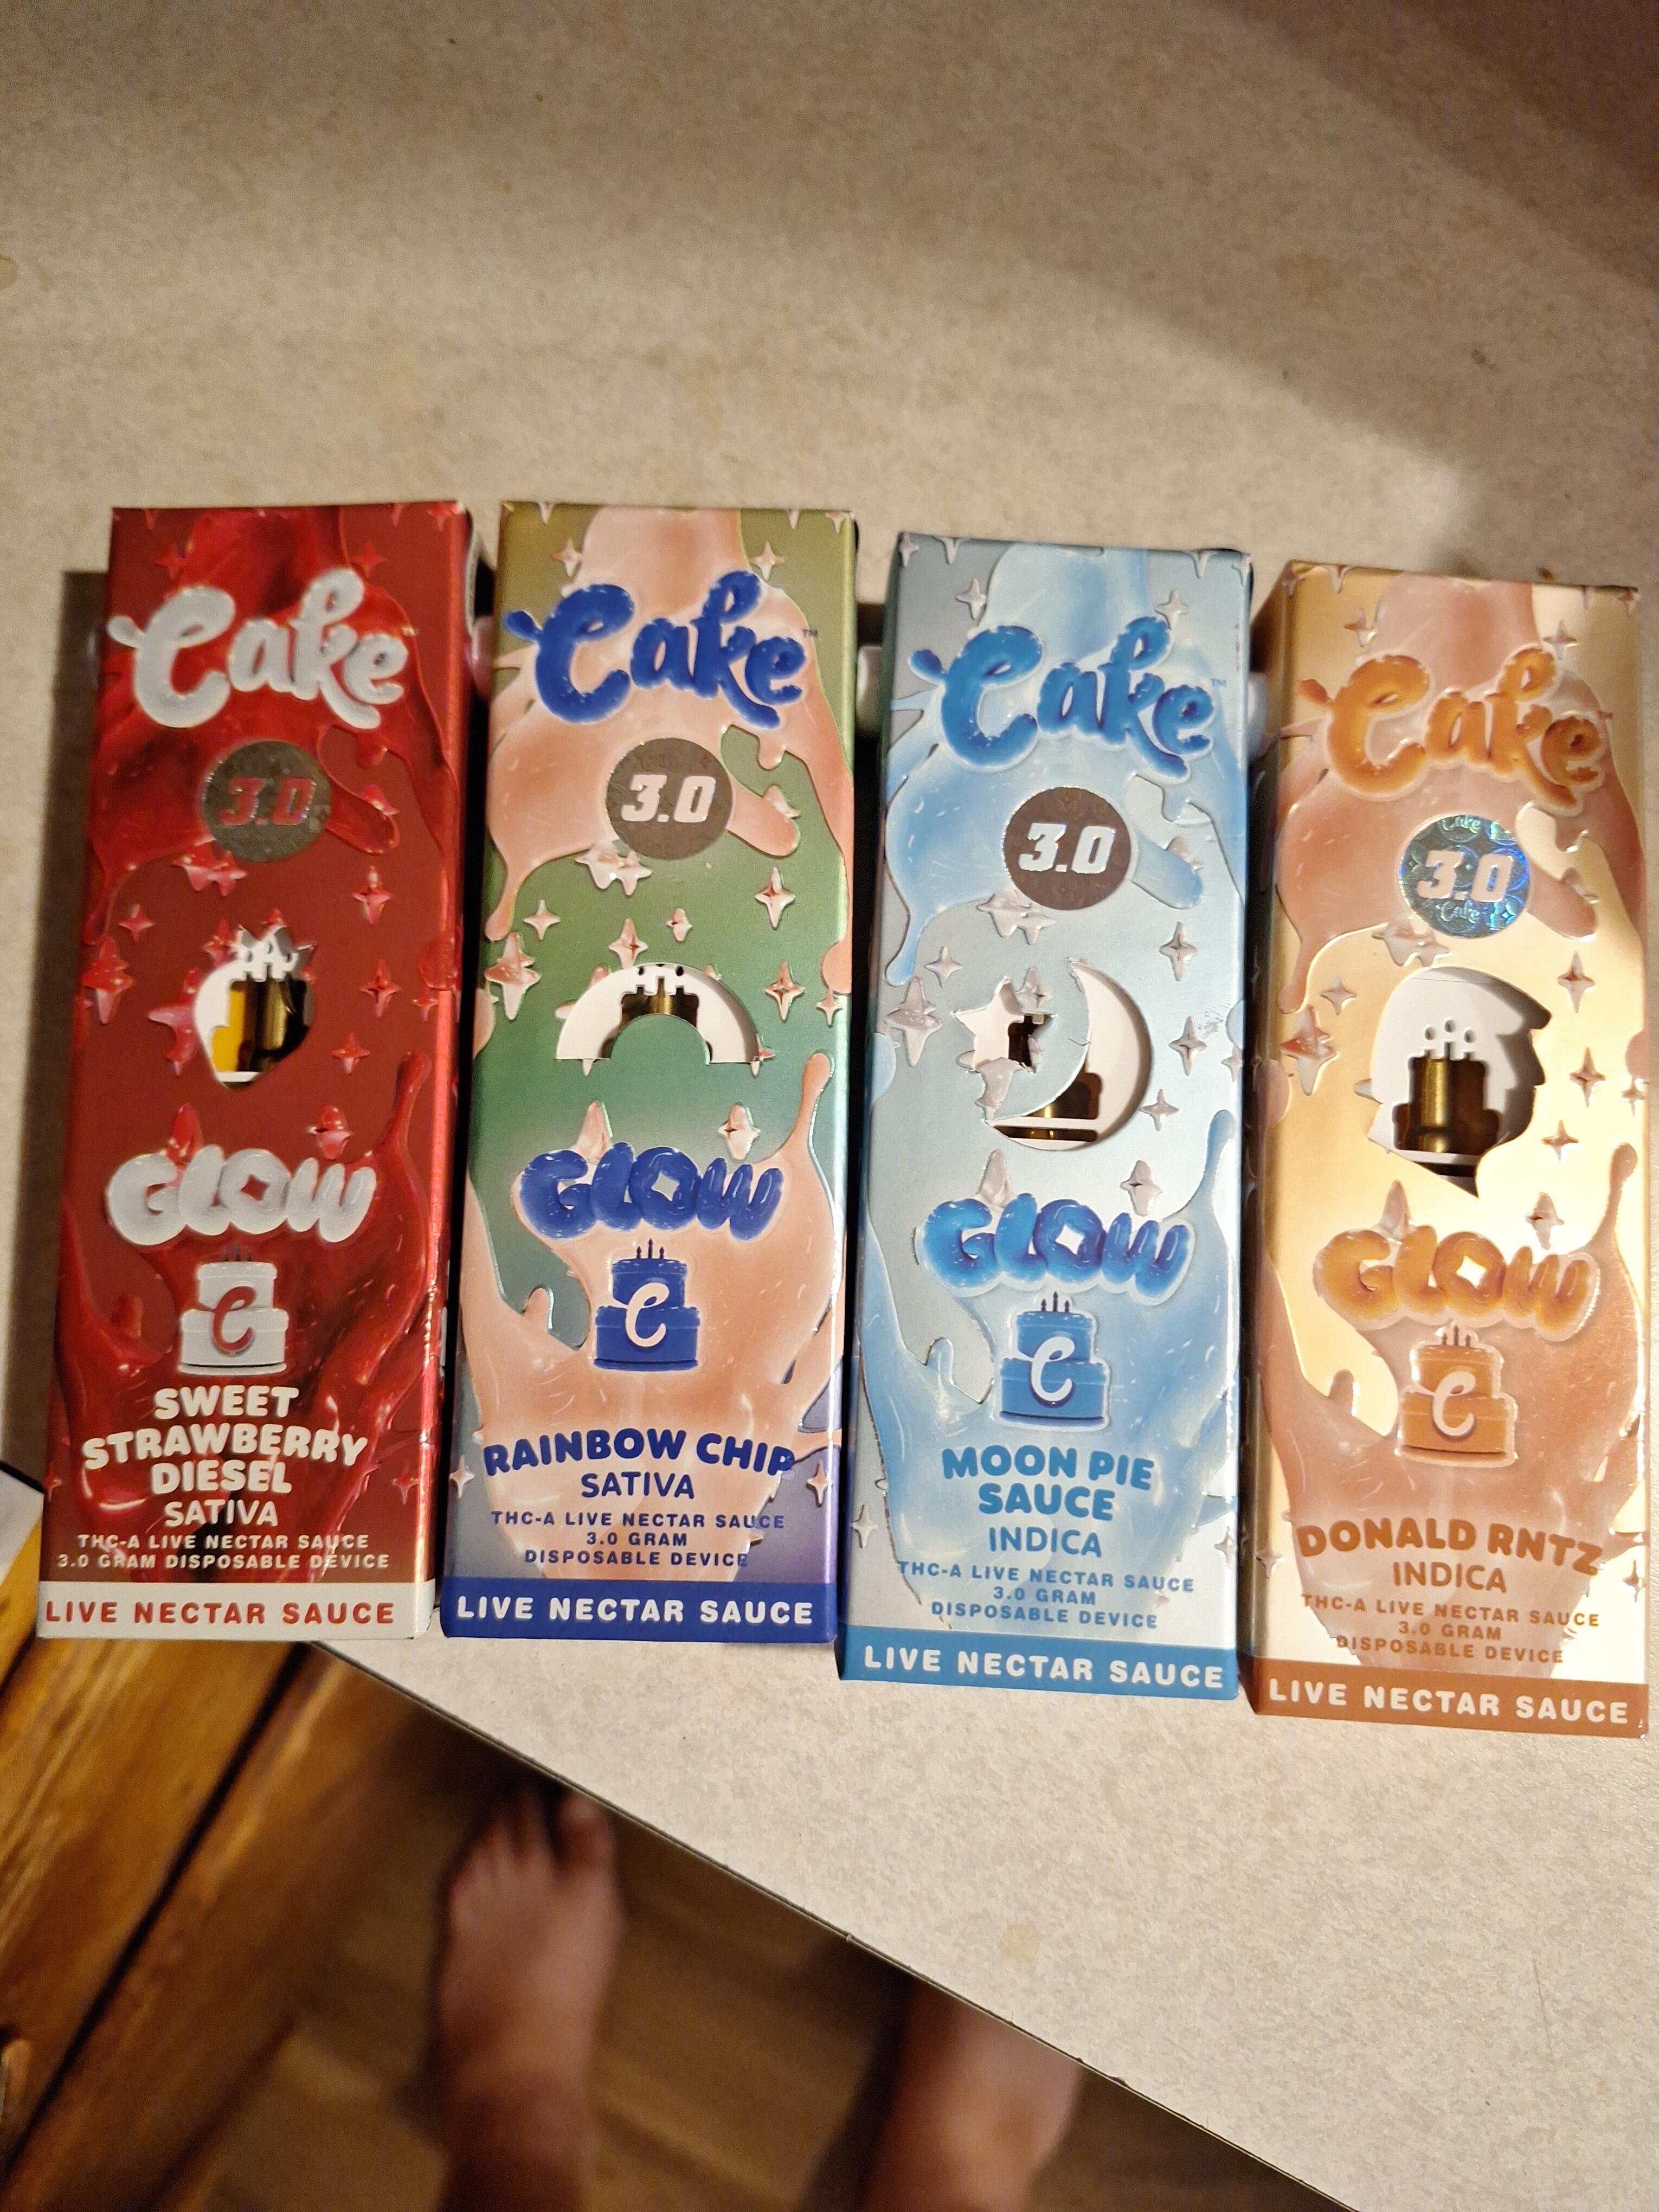 Cake™
3.0
GLOW
C
SWEET
STRAWBERRY
DIESEL
SATIVA
THC-A LIVE NECTAR SAUCE
3.0 GRAM DISPOSABLE DEVICE
LIVE NECTAR SAUCE
Cake™
3.0
GLOW
C
RAINBOW CHIP
SATIVA
THC-A LIVE NECTAR SAUCE
3.0 GRAM
DISPOSABLE DEVICE
LIVE NECTAR SAUCE
Cake™
3.0
GLOW
C
MOON PIE
SAUCE
INDICA
THC-A LIVE NECTAR SAUCE
3.0 GRAM
DISPOSABLE DEVICE
LIVE NECTAR SAUCE
Cake
Cake
3.0
Cake
GLOW
C
DONALD RNTZ
INDICA
THC-A LIVE NECTAR SAUCE
3.0 GRAM
DISPOSABLE DEVICE
LIVE NECTAR SAUCE